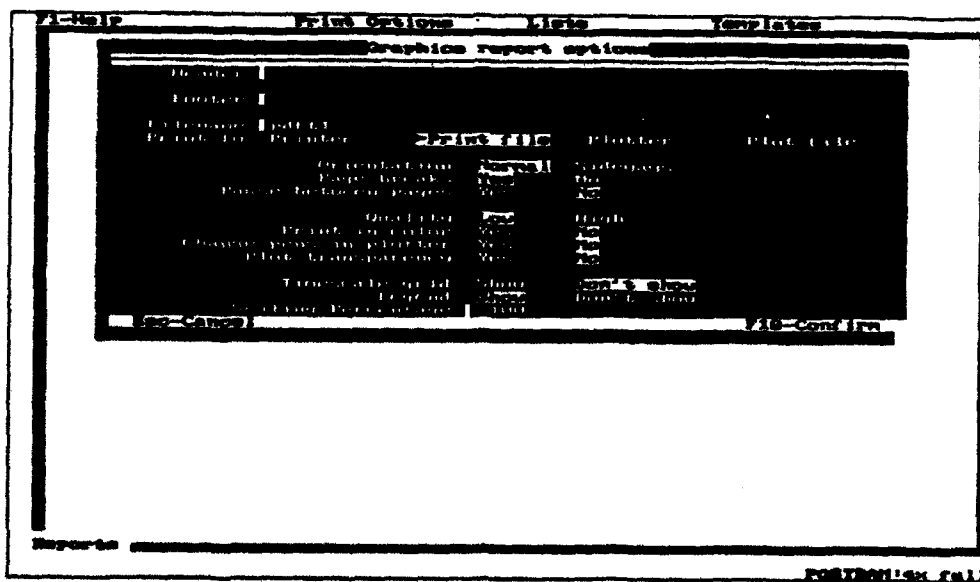 F1-Help Print Options Lists Templates
Graphics report options
Header
Footer
Filename
Print to Printer Print file Plotter Plot file
Orientation Normal Sideways
Page breaks Yes No
Pause between pages Yes No
Quality Low High
Print in color Yes No
Change pens in plotter Yes No
Plot transparency Yes No
Timescale grid Show Don't show
Legend Show Don't show
Percentage
Esc-Cancel F10-Confirm
Reports